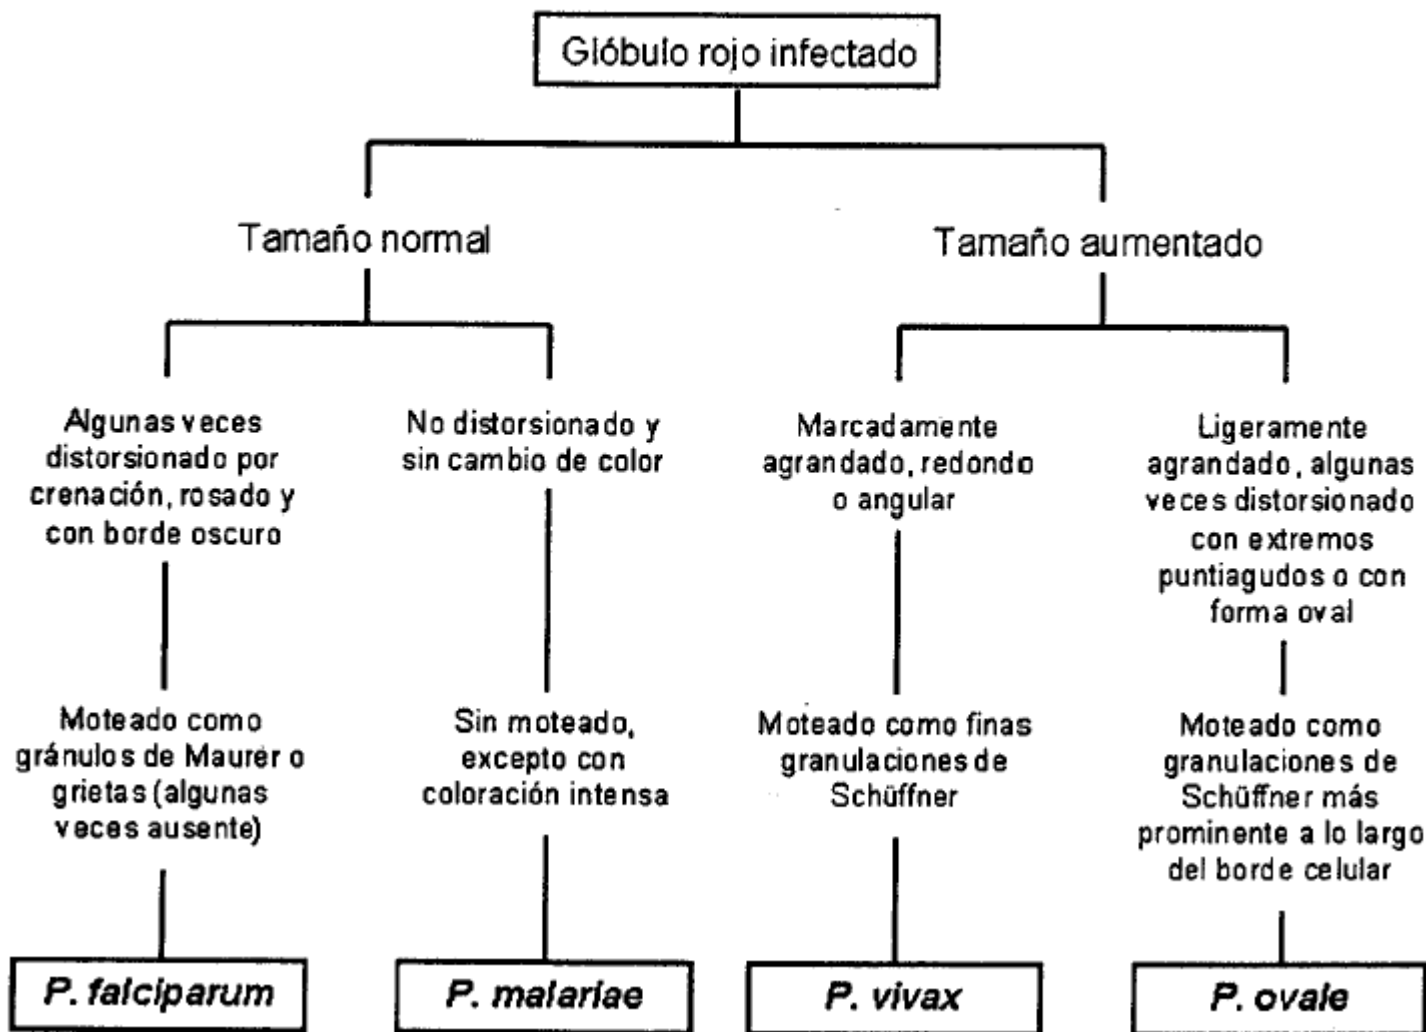 Glóbulo rojo infectado
Tamaño normal
Tamaño aumentado
Algunas veces
distorsionado por
crenación, rosado y
con borde oscuro
No distorsionado y
sin cambio de color
Marcadamente
agrandado, redondo
o angular
Ligeramente
agrandado, algunas
veces distorsionado
con extremos
puntiagudos o con
forma oval
Moteado como
gránulos de Maurer o
grietas (algunas
veces ausente)
Sin moteado,
excepto con
coloración intensa
Moteado como finas
granulaciones de
Schüffner
Moteado como
granulaciones de
Schüffner más
prominente a lo largo
del borde celular
P. falciparum
P. malariae
P. vivax
P. ovale